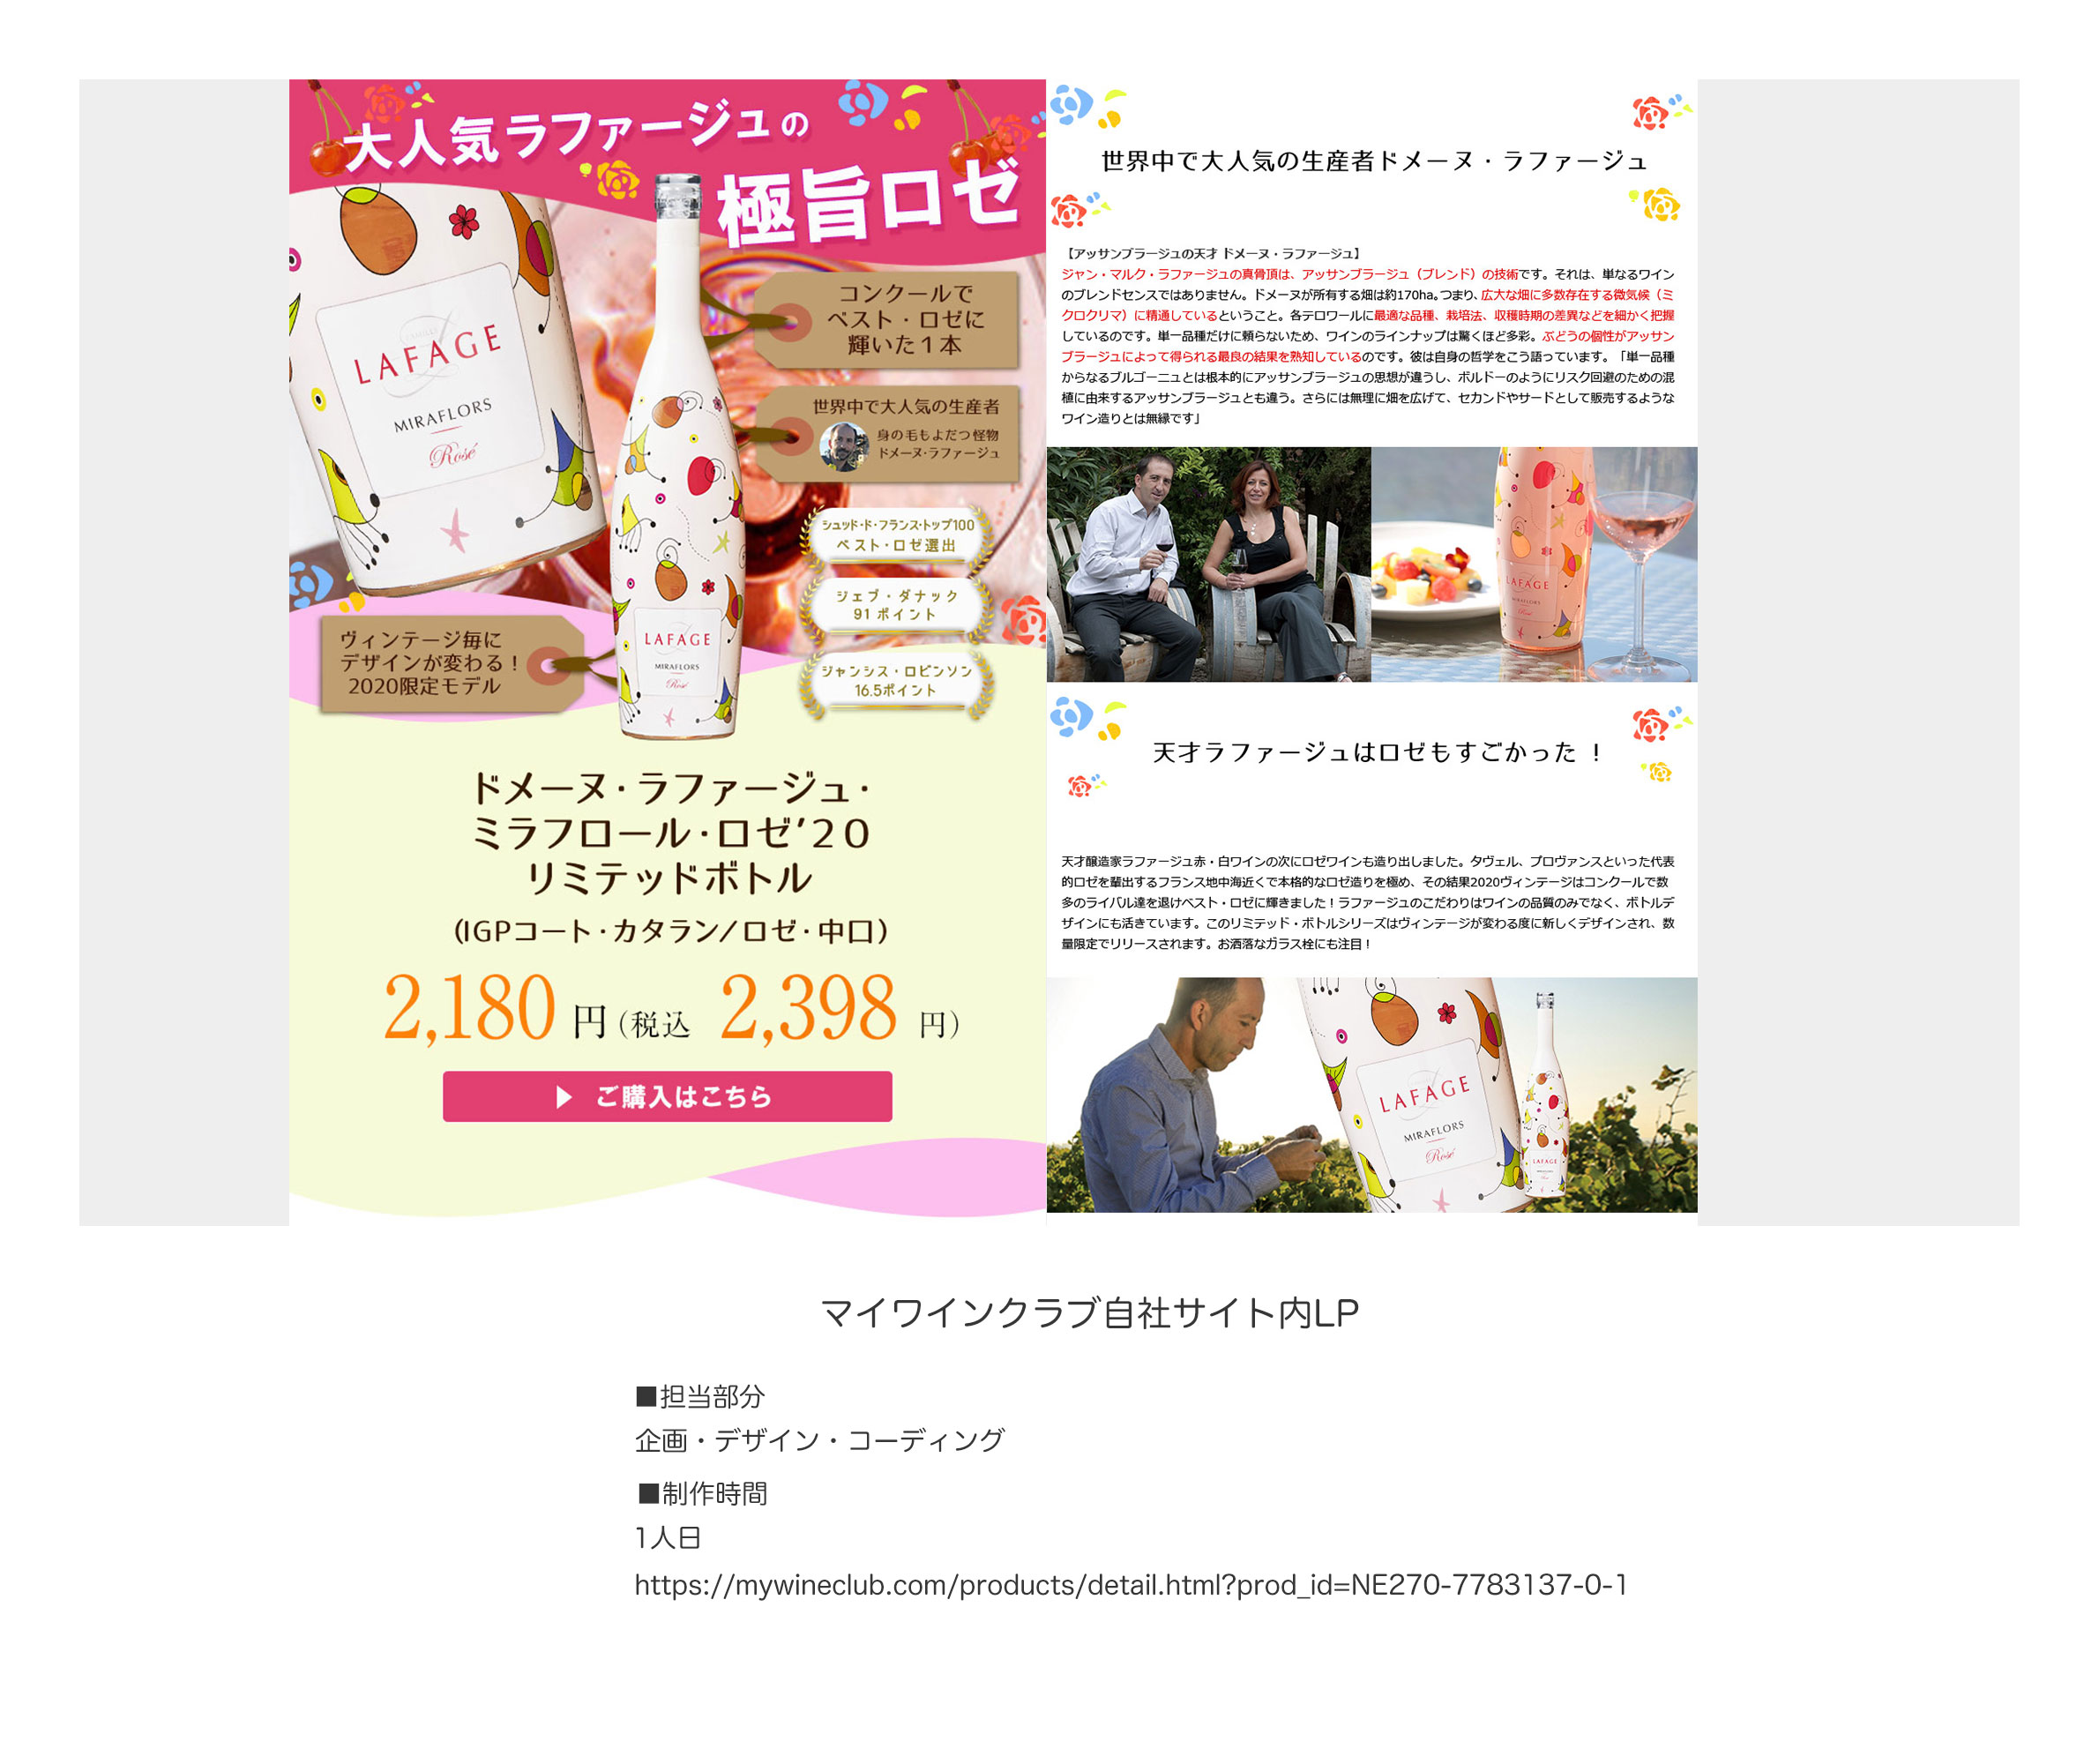 大人気ラファージュの
極旨ロゼ
LAFAGE
MIRAFLORS
Rosé
コンクールで
ベスト・ロゼに
輝いた1本
世界中で大人気の生産者
身の毛もよだつ怪物
ドメーヌ・ラファージュ
シュッド・ド・フランス・トップ100
ベスト・ロゼ選出
ジェブ・ダナック
91 ポイント
ジャンシス・ロビンソン
16.5ポイント
ヴィンテージ毎に
デザインが変わる！
2020限定モデル
LAFAGE
MIRAFLORS
Rosé
ドメーヌ・ラファージュ・
ミラフロール・ロゼ’20
リミテッドボトル
（IGPコート・カタラン／ロゼ・中口）
2,180 円（税込 2,398 円）
▶ ご購入はこちら
世界中で大人気の生産者ドメーヌ・ラファージュ
【アッサンブラージュの天才 ドメーヌ・ラファージュ】
ジャン・マルク・ラファージュの真骨頂は、アッサンブラージュ（ブレンド）の技術です。それは、単なるワイン
のブレンドセンスではありません。ドメーヌが所有する畑は約170ha。つまり、広大な畑に多数存在する微気候（ミ
クロクリマ）に精通しているということ。各テロワールに最適な品種、栽培法、収穫時期の差異などを細かく把握
しているのです。単一品種だけに頼らないため、ワインのラインナップは驚くほど多彩。ぶどうの個性がアッサン
ブラージュによって得られる最良の結果を熟知しているのです。彼は自身の哲学をこう語っています。「単一品種
からなるブルゴーニュとは根本的にアッサンブラージュの思想が違うし、ボルドーのようにリスク回避のための混
植に由来するアッサンブラージュとも違う。さらには無理に畑を広げて、セカンドやサードとして販売するような
ワイン造りとは無縁です」
LAFAGE
MIRAFLORS
天才ラファージュはロゼもすごかった ！
天才醸造家ラファージュ赤・白ワインの次にロゼワインも造り出しました。タヴェル、プロヴァンスといった代表
的ロゼを輩出するフランス地中海近くで本格的なロゼ造りを極め、その結果2020ヴィンテージはコンクールで数
多のライバル達を退けベスト・ロゼに輝きました！ラファージュのこだわりはワインの品質のみでなく、ボトルデ
ザインにも活きています。このリミテッド・ボトルシリーズはヴィンテージが変わる度に新しくデザインされ、数
量限定でリリースされます。お洒落なガラス栓にも注目！
LAFAGE
MIRAFLORS
Rosé
LAFAGE
マイワインクラブ自社サイト内LP
■担当部分
企画・デザイン・コーディング
■制作時間
1人日
https://mywineclub.com/products/detail.html?prod_id=NE270-7783137-0-1